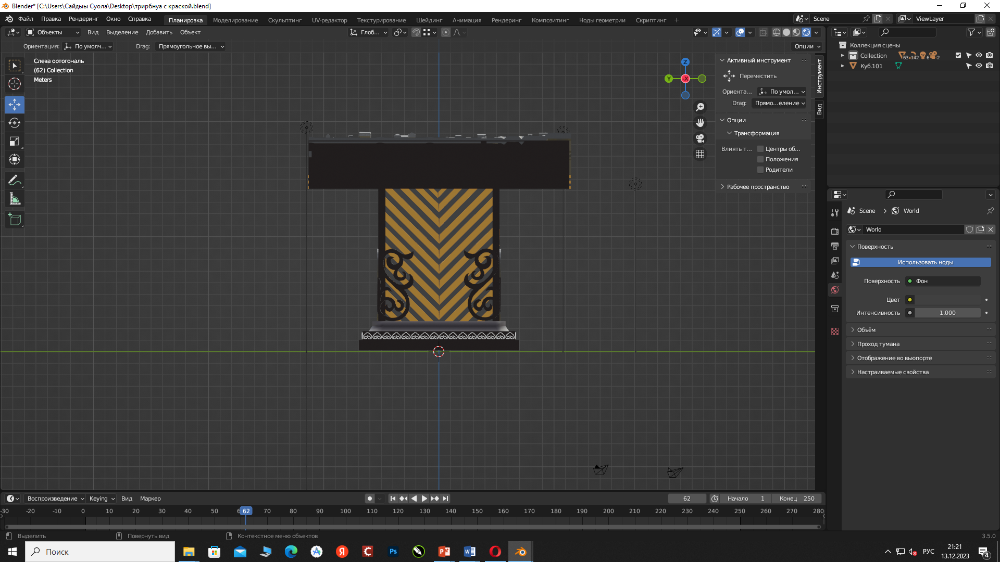 Blender* [C:\Users\Сайдыы Суола\Desktop\трирбнуа с краской.blend]
Файл Правка Рендеринг Окно Справка Планировка Моделирование Скульптинг UV-редактор Текстурирование Шейдинг Анимация Рендеринг Композитинг Ноды геометрии Скриптинг + Scene ViewLayer
Объекты Вид Выделение Добавить Объект Глоб...
Ориентация: По умолч... Drag: Прямоугольное вы... Опции
Слева ортогональ
(62) Collection
Meters
Z
Y
-X
Активный инструмент
Переместить
Ориента... По умол...
Drag: Прямо...еление
Опции
Трансформация
Влиять т... Центры об...
Положения
Родители
Рабочее пространство
Инструмент
Вид
Коллекция сцены
Collection 63 142 6 2
Куб.101
Scene World
World
Поверхность
Использовать ноды
Поверхность Фон
Цвет
Интенсивность 1.000
Объём
Проход тумана
Отображение во вьюпорте
Настраиваемые свойства
Воспроизведение Keying Вид Маркер 62 Начало 1 Конец 250
-30 -20 -10 0 10 20 30 40 50 6 62 70 80 90 100 110 120 130 140 150 160 170 180 190 200 210 220 230 240 250 260 270 280
Выделить Повернуть вид Контекстное меню объектов 3.5.0
Поиск Ps РУС 21:21
13.12.2023 4